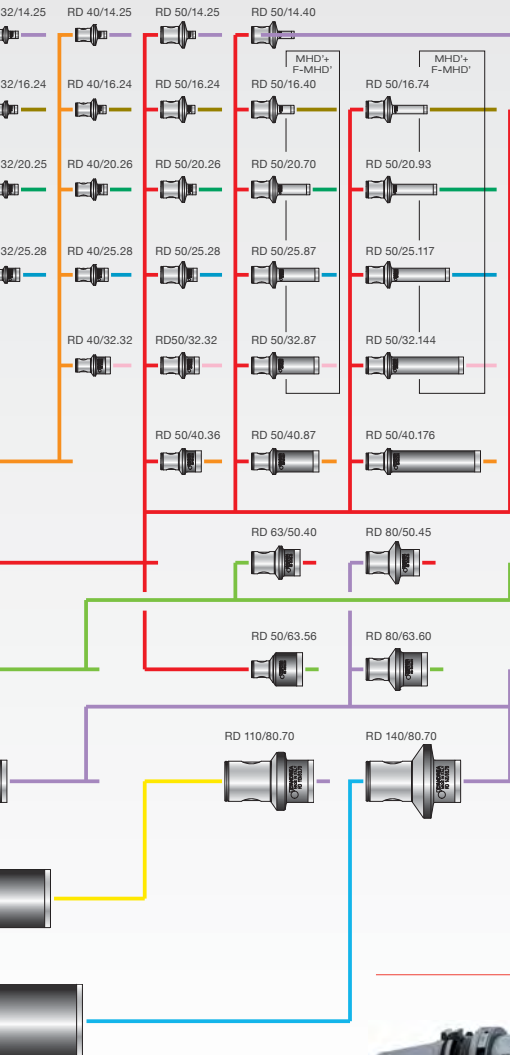 32/14.25 RD 40/14.25 RD 50/14.25 RD 50/14.40
MHD'+
F-MHD'
MHD'+
F-MHD'
32/16.24 RD 40/16.24 RD 50/16.24 RD 50/16.40 RD 50/16.74
32/20.25 RD 40/20.26 RD 50/20.26 RD 50/20.70 RD 50/20.93
32/25.28 RD 40/25.28 RD 50/25.28 RD 50/25.87 RD 50/25.117
RD 40/32.32 RD50/32.32 RD 50/32.87 RD 50/32.144
RD 50/40.36 RD 50/40.87 RD 50/40.176
RD 63/50.40 RD 80/50.45
RD 50/63.56 RD 80/63.60
RD 110/80.70 RD 140/80.70